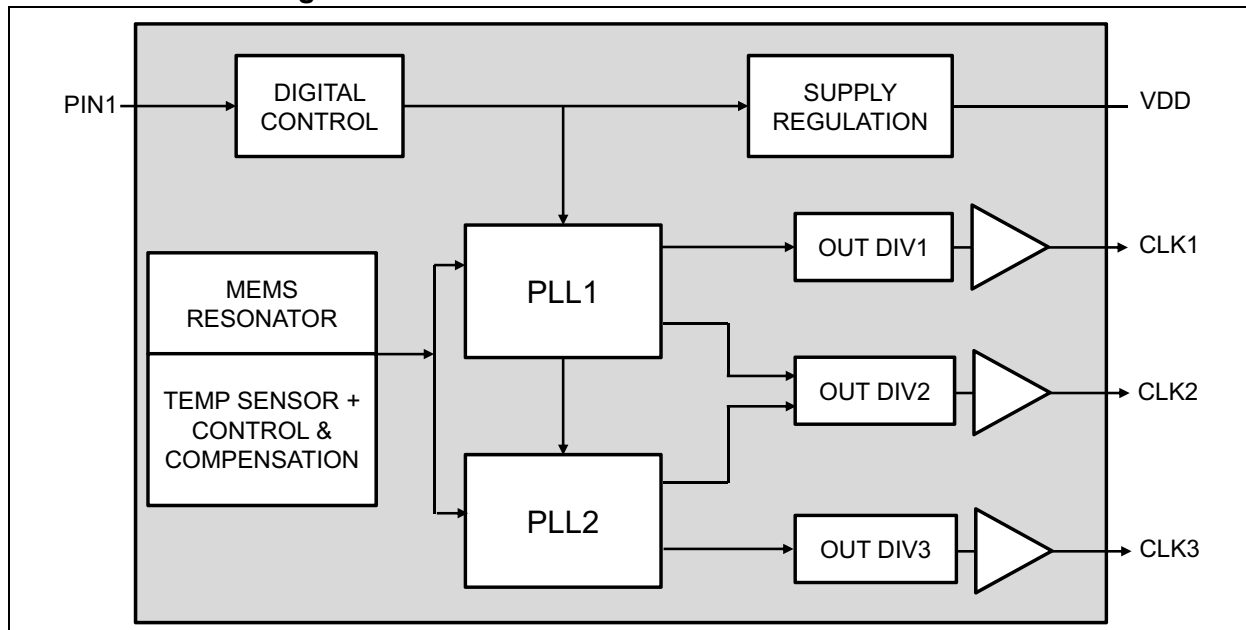 PIN1
DIGITAL
CONTROL
SUPPLY
REGULATION
VDD
MEMS
RESONATOR
TEMP SENSOR +
CONTROL &
COMPENSATION
PLL1
PLL2
OUT DIV1
CLK1
OUT DIV2
CLK2
OUT DIV3
CLK3